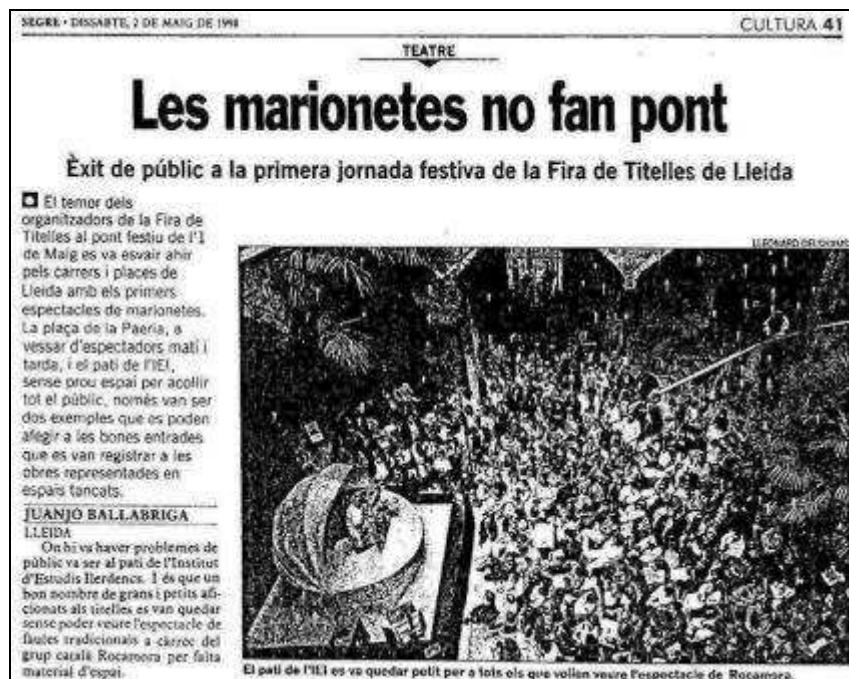 SEGRE • DISSABTE, 2 DE MAIG DE 1998
CULTURA 41
TEATRE
Les marionetes no fan pont
Èxit de públic a la primera jornada festiva de la Fira de Titelles de Lleida
El temor dels
organitzadors de la Fira de
Titelles al pont festiu de l'1
de Maig es va esvair ahir
pels carrers i places de
Lleida amb els primers
espectacles de marionetes.
La plaça de la Paeria, a
vessar d'espectadors matí i
tarda, i el pati de l'IEI,
sense prou espai per acollir
tot el públic, només van ser
dos exemples que es poden
afegir a les bones entrades
que es van registrar a les
obres representades en
espais tancats.
JUANJO BALLABRIGA
LLEIDA
On hi va haver problemes de
públic va ser al pati de l'Institut
d'Estudis Ilerdencs. I és que un
bon nombre de grans i petits afi-
cionats als titelles es van quedar
sense poder veure l'espectacle de
faules tradicionals a càrrec del
grup català Rocamora per falta
material d'espai.
LLEONARD
El pati de l'IEI es va quedar petit per a tots els que volien veure l'espectacle de Rocamora.